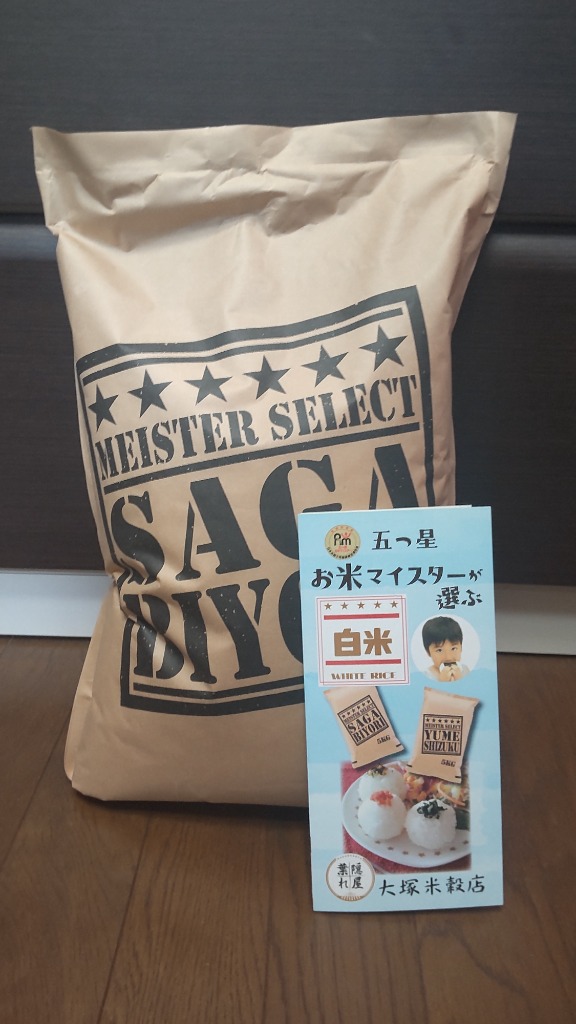 ★★★★★★
MEISTER SELECT
SAGA
BIYO
五つ星
お米マイスターが
選ぶ
★★★★★
白米
WHITE RICE
MEISTER SELECT
SAGA
BIYORI
5KG
MEISTER SELECT
YUME
SHIZUKU
5KG
葉隠
れ屋
大塚米穀店